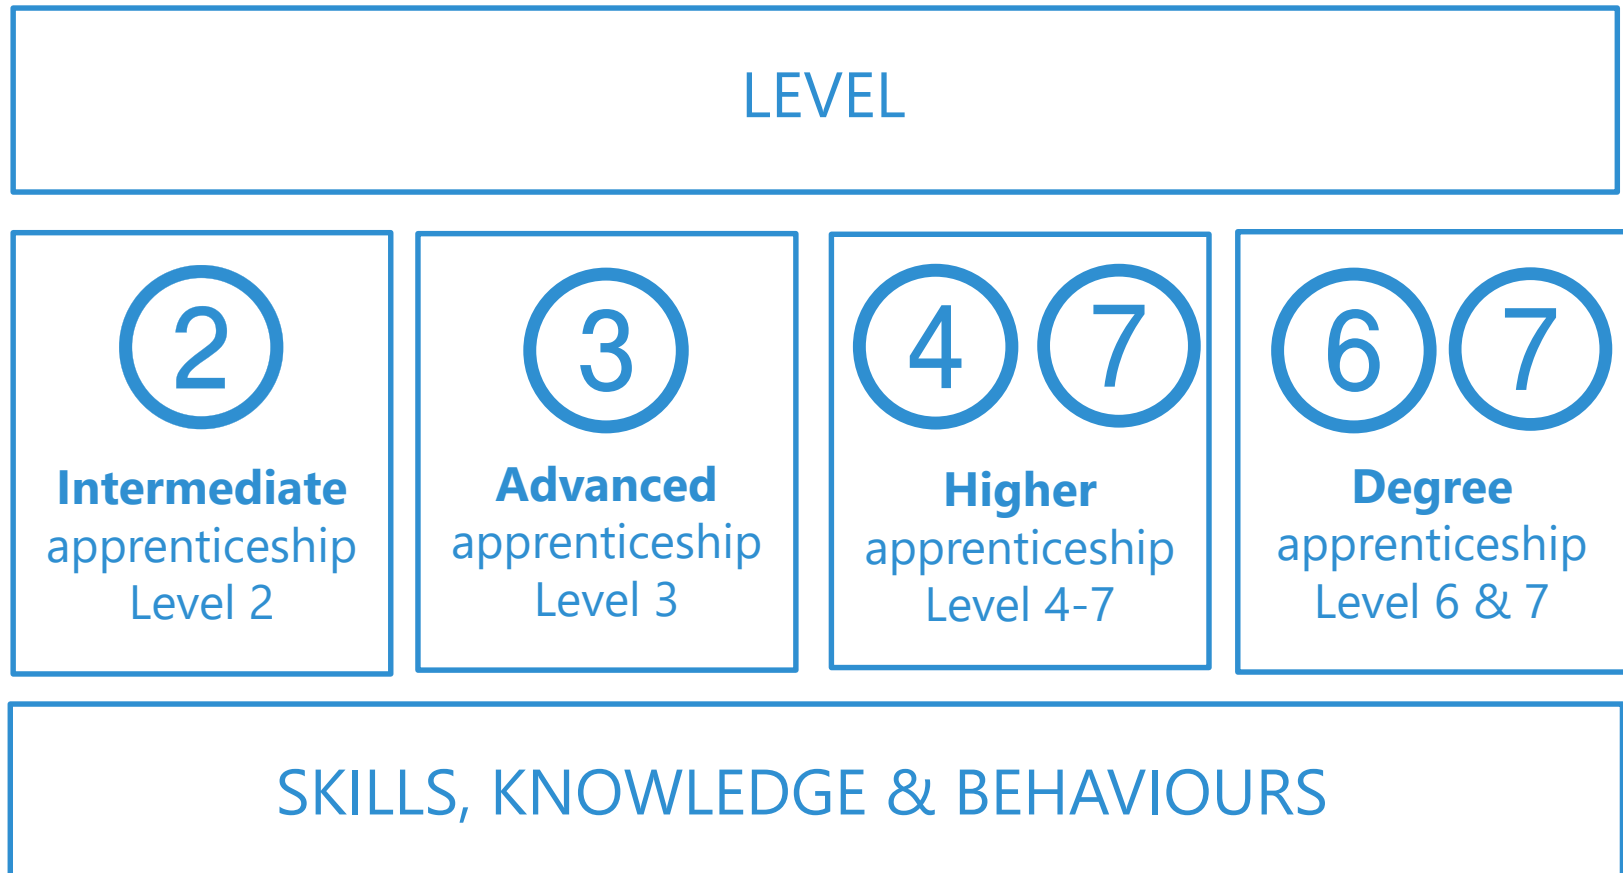 LEVEL
2
Intermediate
apprenticeship
Level 2
3
Advanced
apprenticeship
Level 3
4 7
Higher
apprenticeship
Level 4-7
6 7
Degree
apprenticeship
Level 6 & 7
SKILLS, KNOWLEDGE & BEHAVIOURS